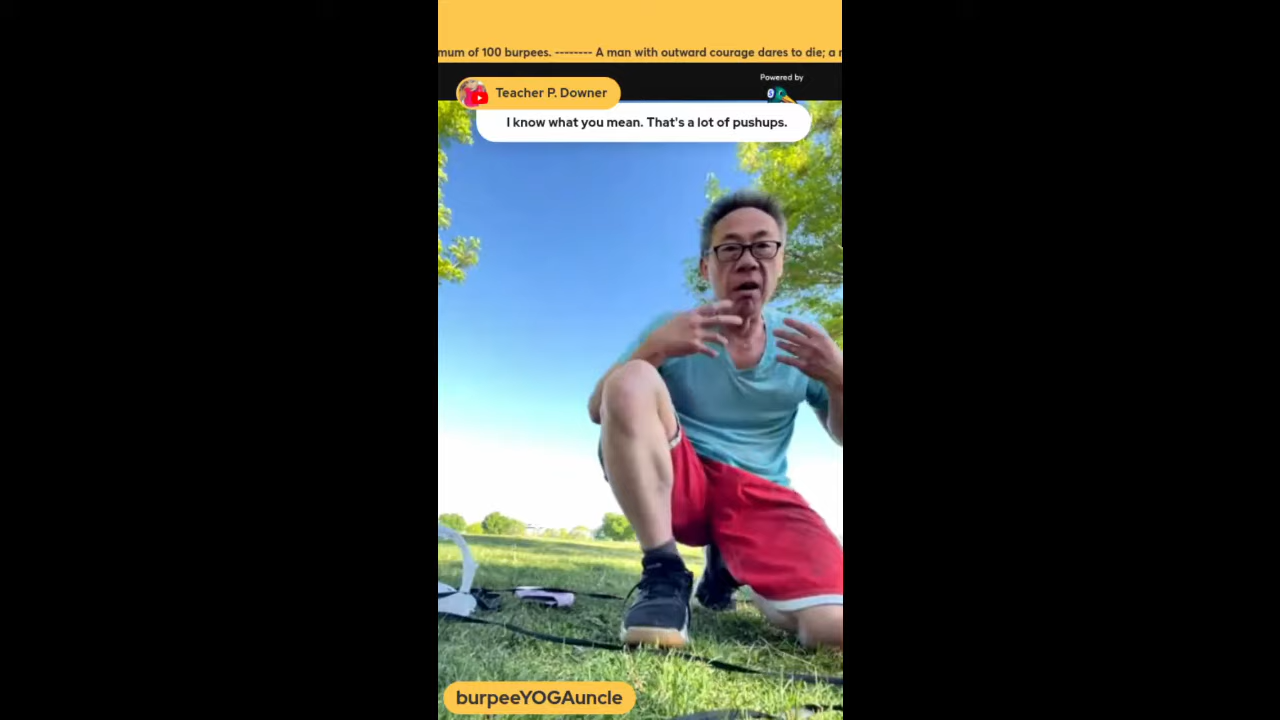 mum of 100 burpees. -------- A man with outward courage dares to die; a
Powered by
Teacher P. Downer
I know what you mean. That's a lot of pushups.
burpeeYOGAuncle